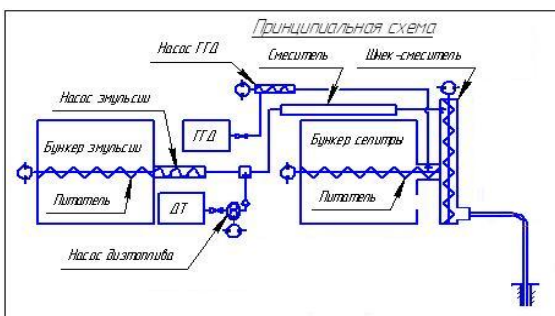 Принципиальная схема
Насос ГГД
Смеситель
Шнек-смеситель
Насос эмульсии
ГГД
Бункер эмульсии
Бункер селитры
Питатель
Питатель
ДТ
Насос дизтоплива